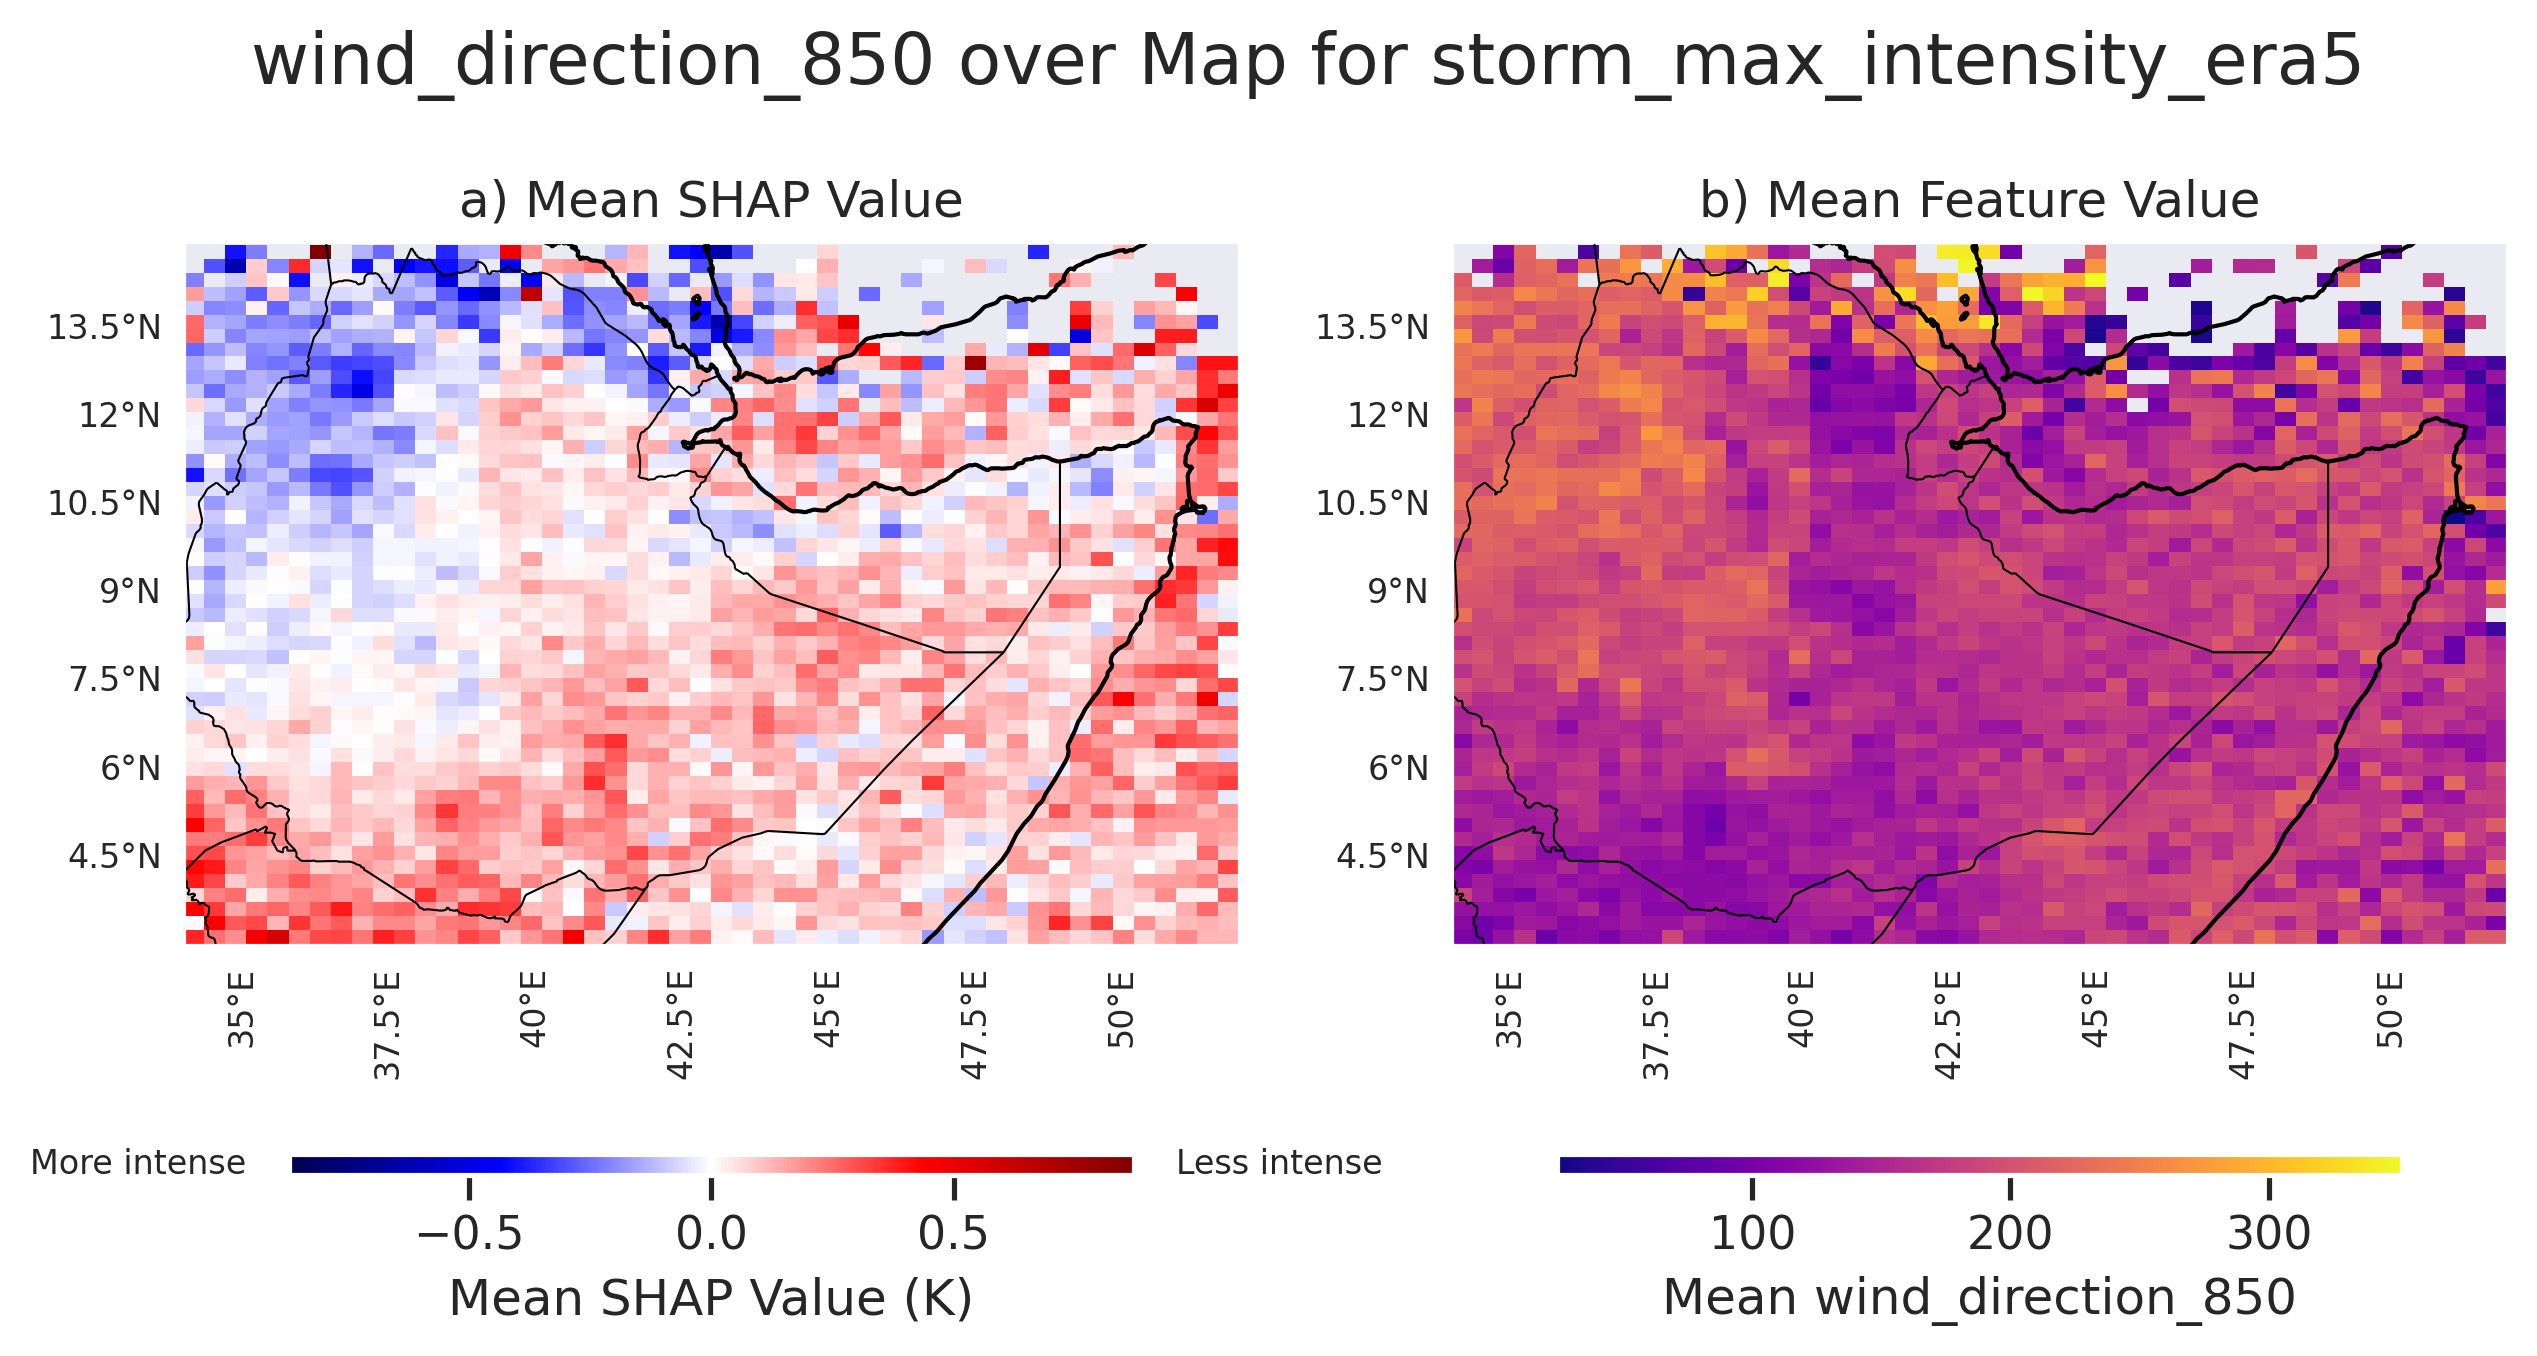 wind_direction_850 over Map for storm_max_intensity_era5
a) Mean SHAP Value
13.5°N
12°N
10.5°N
9°N
7.5°N
6°N
4.5°N
35°E
37.5°E
40°E
42.5°E
45°E
47.5°E
50°E
More intense
Less intense
−0.5
0.0
0.5
Mean SHAP Value (K)
b) Mean Feature Value
13.5°N
12°N
10.5°N
9°N
7.5°N
6°N
4.5°N
35°E
37.5°E
40°E
42.5°E
45°E
47.5°E
50°E
100
200
300
Mean wind_direction_850